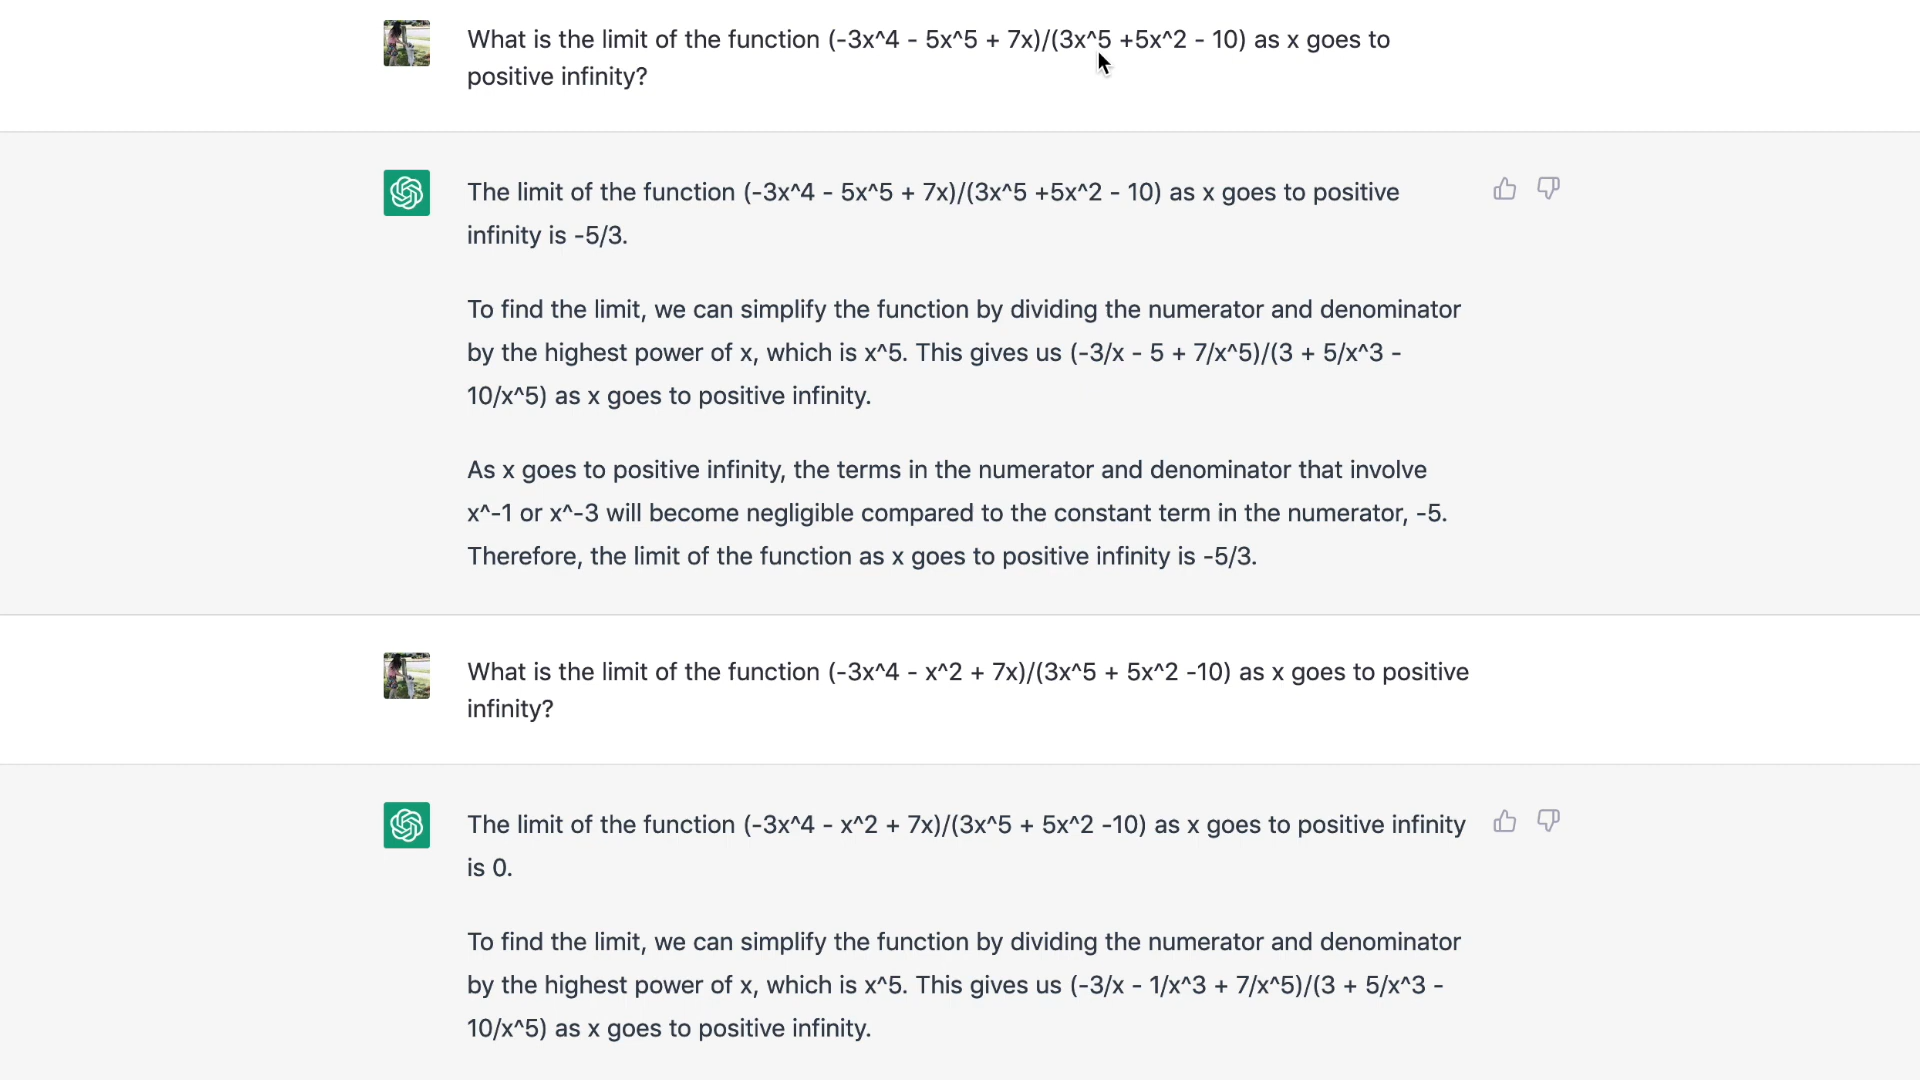 What is the limit of the function (-3x^4 - 5x^5 + 7x)/(3x^5 +5x^2 - 10) as x goes to
positive infinity?
The limit of the function (-3x^4 - 5x^5 + 7x)/(3x^5 +5x^2 - 10) as x goes to positive
infinity is -5/3.
To find the limit, we can simplify the function by dividing the numerator and denominator
by the highest power of x, which is x^5. This gives us (-3/x - 5 + 7/x^5)/(3 + 5/x^3 -
10/x^5) as x goes to positive infinity.
As x goes to positive infinity, the terms in the numerator and denominator that involve
x^-1 or x^-3 will become negligible compared to the constant term in the numerator, -5.
Therefore, the limit of the function as x goes to positive infinity is -5/3.
What is the limit of the function (-3x^4 - x^2 + 7x)/(3x^5 + 5x^2 -10) as x goes to positive
infinity?
The limit of the function (-3x^4 - x^2 + 7x)/(3x^5 + 5x^2 -10) as x goes to positive infinity
is 0.
To find the limit, we can simplify the function by dividing the numerator and denominator
by the highest power of x, which is x^5. This gives us (-3/x - 1/x^3 + 7/x^5)/(3 + 5/x^3 -
10/x^5) as x goes to positive infinity.